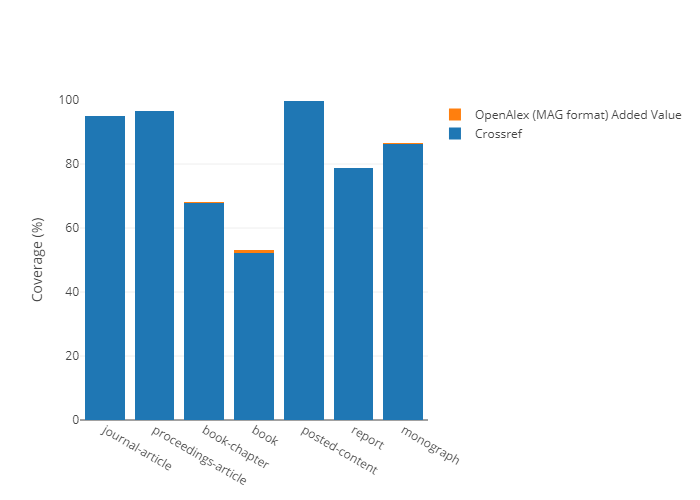 OpenAlex (MAG format) Added Value
Crossref
Coverage (%)
100
80
60
40
20
0
journal-article
proceedings-article
book-chapter
book
posted-content
report
monograph